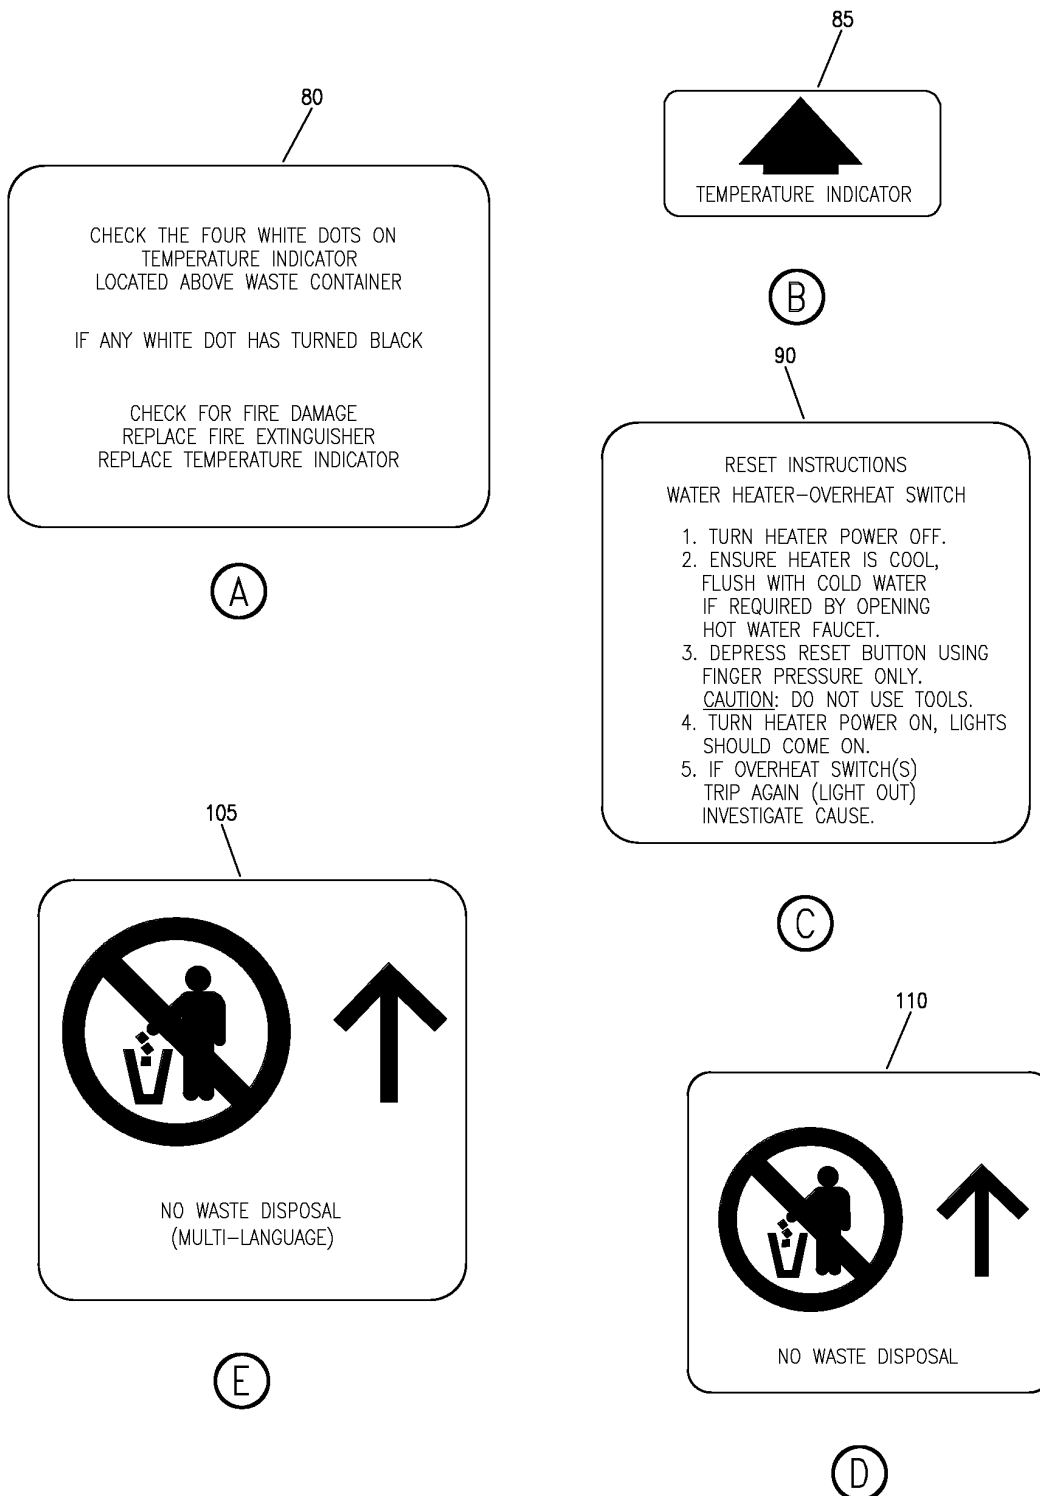 80
CHECK THE FOUR WHITE DOTS ON
TEMPERATURE INDICATOR
LOCATED ABOVE WASTE CONTAINER
IF ANY WHITE DOT HAS TURNED BLACK
CHECK FOR FIRE DAMAGE
REPLACE FIRE EXTINGUISHER
REPLACE TEMPERATURE INDICATOR
A
85
TEMPERATURE INDICATOR
B
90
RESET INSTRUCTIONS
WATER HEATER-OVERHEAT SWITCH
1. TURN HEATER POWER OFF.
2. ENSURE HEATER IS COOL,
FLUSH WITH COLD WATER
IF REQUIRED BY OPENING
HOT WATER FAUCET.
3. DEPRESS RESET BUTTON USING
FINGER PRESSURE ONLY.
CAUTION: DO NOT USE TOOLS.
4. TURN HEATER POWER ON, LIGHTS
SHOULD COME ON.
5. IF OVERHEAT SWITCH(S)
TRIP AGAIN (LIGHT OUT)
INVESTIGATE CAUSE.
C
105
NO WASTE DISPOSAL
(MULTI-LANGUAGE)
E
110
NO WASTE DISPOSAL
D